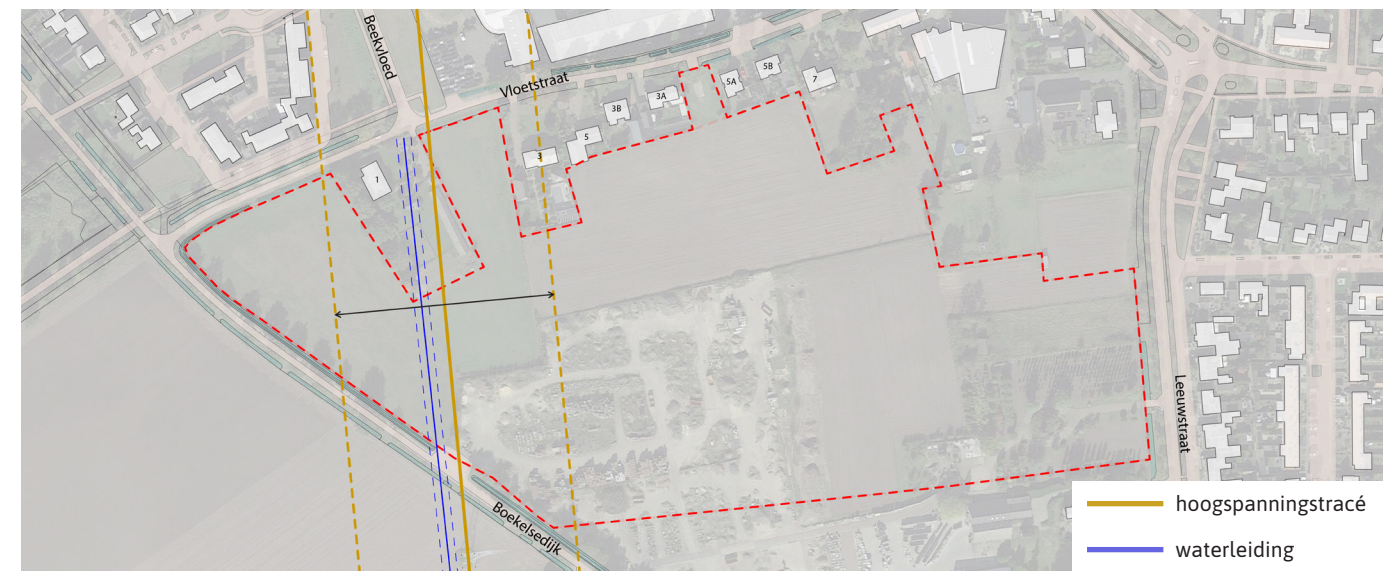 Beekvloed
Vloetstraat
5B
5A
7
3A
3B
5
3
1
Leeuwstraat
Boekelsedijk
hoogspanningstracé
waterleiding